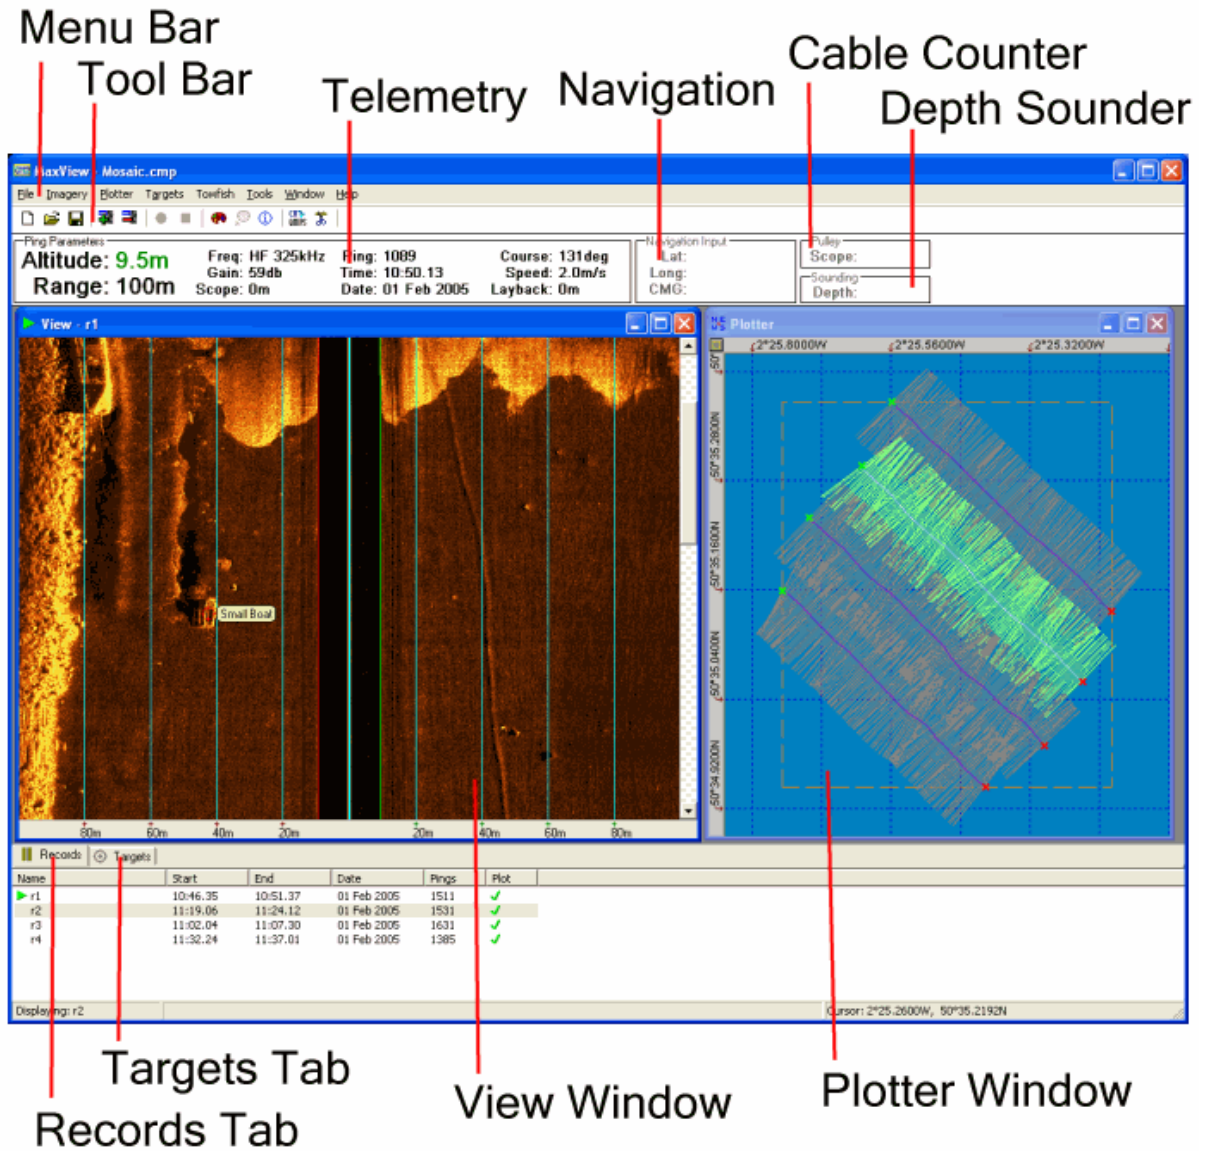 Menu Bar
Tool Bar
Telemetry
Navigation
Cable Counter
Depth Sounder
MaxView - Mosaic.cmp
File Imagery Plotter Targets Towfish Tools Window Help
Ping Parameters
Altitude: 9.5m
Range: 100m
Freq: HF 325kHz
Gain: 59db
Scope: 0m
Ping: 1089
Time: 10:50.13
Date: 01 Feb 2005
Course: 131deg
Speed: 2.0m/s
Layback: 0m
Navigation Input
Lat:
Long:
CMG:
Pulley
Scope:
Sounding
Depth:
View - r1
Small Boat
80m 60m 40m 20m 20m 40m 60m 80m
Plotter
2°25.8000W 2°25.5600W 2°25.3200W
50°
50°35.2800N
50°35.1600N
50°35.0400N
50°34.9200N
Records Targets
Name Start End Date Pings Plot
r1 10:46.35 10:51.37 01 Feb 2005 1511
r2 11:19.06 11:24.12 01 Feb 2005 1531
r3 11:02.04 11:07.30 01 Feb 2005 1631
r4 11:32.24 11:37.01 01 Feb 2005 1385
Displaying: r2
Cursor: 2°25.2600W, 50°35.2192N
Targets Tab
Records Tab
View Window
Plotter Window